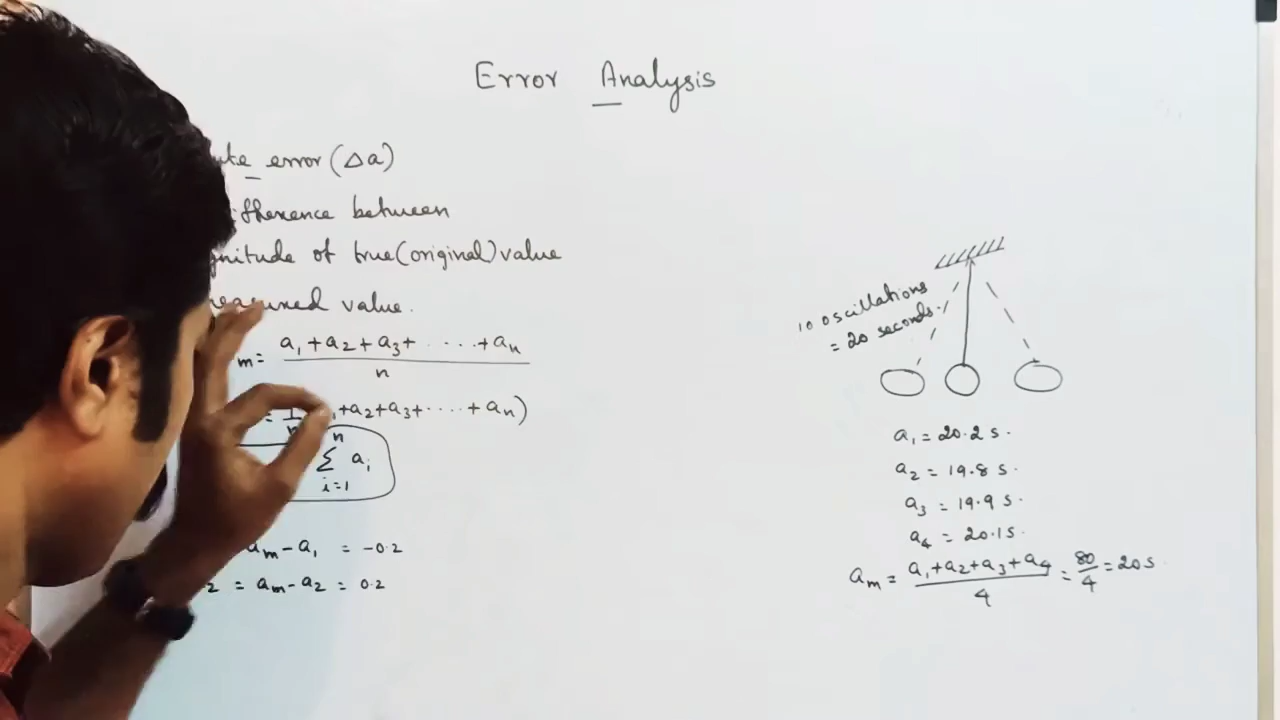 Error Analysis
error (Δa)
between
of true (original) value
value.
m = a₁ + a₂ + a₃ + ..... + aₙ
n
+ a₂ + a₃ + ..... + aₙ)
n
Σ aᵢ
i=1
aₘ − a₁ = −0.2
2 = aₘ − a₂ = 0.2
10 oscillations
= 20 seconds.
a₁ = 20.2 s.
a₂ = 19.8 s.
a₃ = 19.9 s.
a₄ = 20.1 s.
aₘ = a₁ + a₂ + a₃ + a₄ / 4 = 80/4 = 20 s.